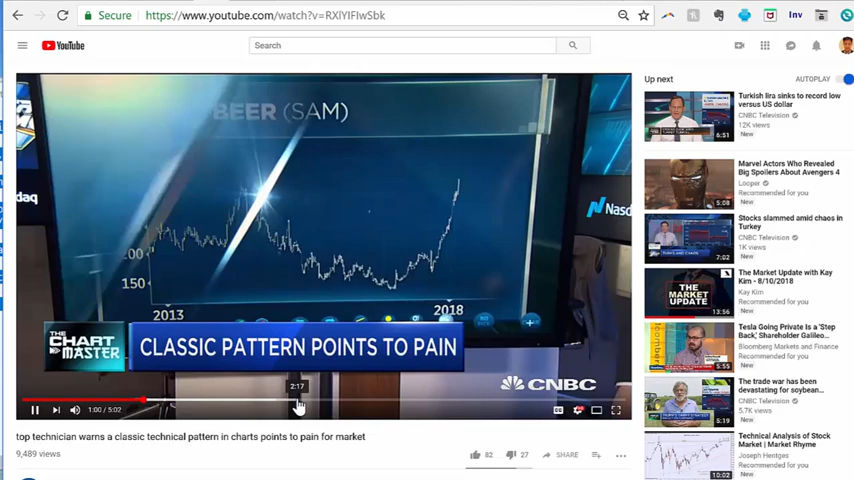 Secure
https://www.youtube.com/watch?v=RXlYIFIwSbk
Inv
YouTube
Search
BEER (SAM)
daq
Nasd
200
150
2013
2018
THE
CHART
MASTER
CLASSIC PATTERN POINTS TO PAIN
CNBC
2:17
1:00 / 5:02
top technician warns a classic technical pattern in charts points to pain for market
9,489 views
82
27
SHARE
Up next
AUTOPLAY
Turkish lira sinks to record low
versus US dollar
CNBC Television
12K views
New
6:51
Marvel Actors Who Revealed
Big Spoilers About Avengers 4
Looper
Recommended for you
New
5:08
Stocks slammed amid chaos in
Turkey
CNBC Television
New
7:02
The Market Update with Kay
Kim - 8/10/2018
Kay Kim
Recommended for you
New
THE
MARKET
UPDATE
13:56
Tesla Going Private Is a 'Step
Back,' Shareholder Galileo...
Bloomberg Markets and Finance
Recommended for you
New
5:55
The trade war has been
devastating for soybean...
CNBC Television
5.7K views
New
5:19
Technical Analysis of Stock
Market | Market Rhyme
Joseph Hentges
Recommended for you
New
10:02